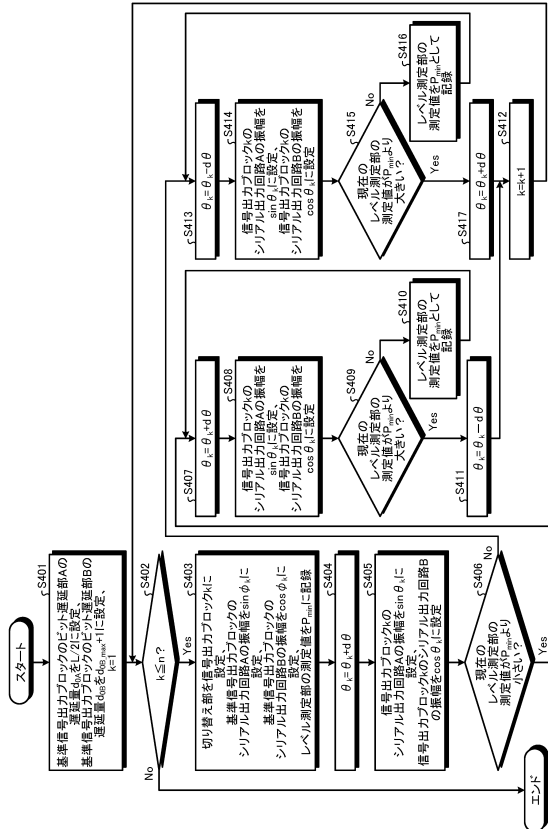 スタート
S401
基準信号出力ブロックのビット遅延部Aの
遅延量d0AをL/2に設定、
基準信号出力ブロックのビット遅延部Bの
遅延量d0Bをd0B_max+1に設定、
k=1
S402
k≦n？
No
Yes
S403
切り替え部を信号出力ブロックkに
設定、
基準信号出力ブロックの
シリアル出力回路Aの振幅をsinφkに
設定、
基準信号出力ブロックの
シリアル出力回路Bの振幅をcosφkに
設定、
レベル測定部の測定値をPminに記録
S404
θk=θk+dθ
S405
信号出力ブロックkの
シリアル出力回路Aの振幅をsinθkに
設定、
信号出力ブロックkのシリアル出力回路B
の振幅をcosθkに設定
S406
現在の
レベル測定部の
測定値がPminより
小さい？
No
Yes
エンド
S407
θk=θk+dθ
S408
信号出力ブロックkの
シリアル出力回路Aの振幅を
sinθkに設定、
信号出力ブロックkの
シリアル出力回路Bの振幅を
cosθkに設定
S409
現在の
レベル測定部の
測定値がPminより
大きい？
No
Yes
S410
レベル測定部の
測定値をPminとして
記録
S411
θk=θk-dθ
S413
θk=θk-dθ
S414
信号出力ブロックkの
シリアル出力回路Aの振幅を
sinθkに設定、
信号出力ブロックkの
シリアル出力回路Bの振幅を
cosθkに設定
S415
現在の
レベル測定部の
測定値がPminより
大きい？
No
Yes
S416
レベル測定部の
測定値をPminとして
記録
S417
θk=θk+dθ
S412
k=k+1